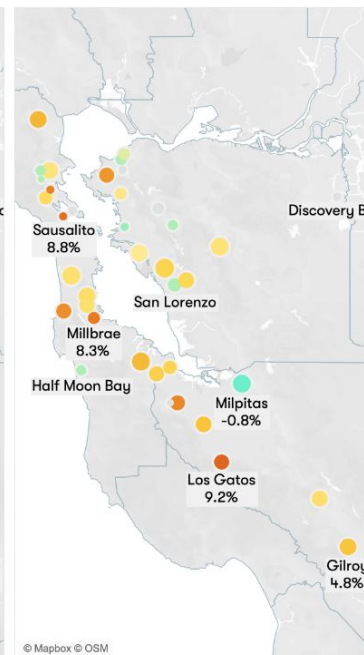 Discovery B
Sausalito
8.8%
San Lorenzo
Millbrae
8.3%
Half Moon Bay
Milpitas
-0.8%
Los Gatos
9.2%
Gilroy
4.8%
© Mapbox © OSM